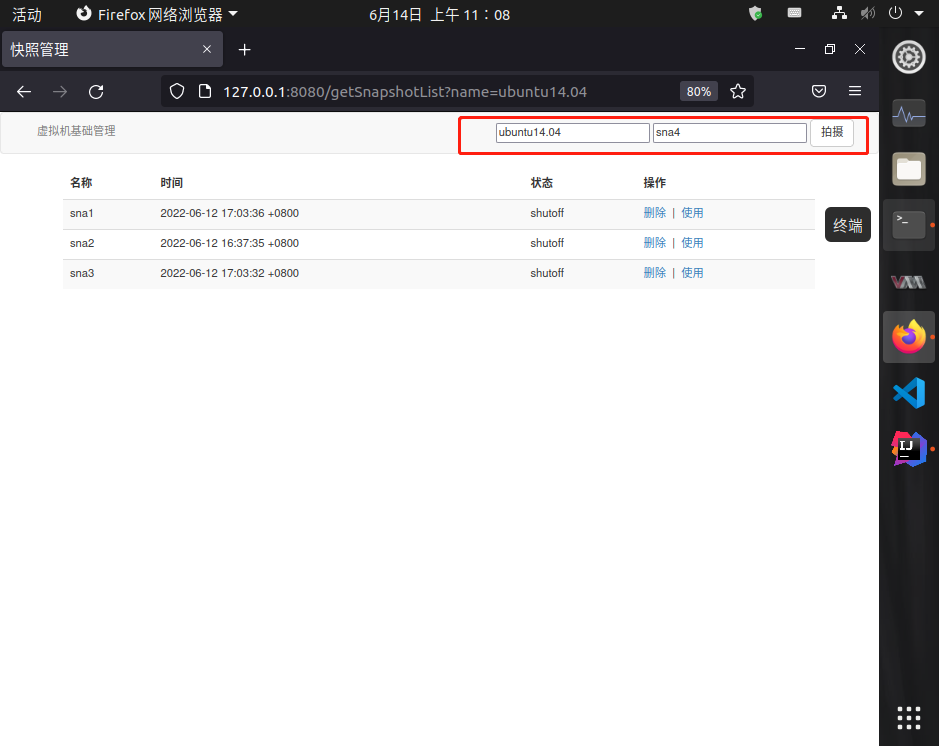 活动 Firefox 网络浏览器 6月14日 上午 11：08
快照管理
127.0.0.1:8080/getSnapshotList?name=ubuntu14.04 80%
虚拟机基础管理 ubuntu14.04 sna4 拍摄
名称 时间 状态 操作
sna1 2022-06-12 17:03:36 +0800 shutoff 删除 | 使用
sna2 2022-06-12 16:37:35 +0800 shutoff 删除 | 使用
sna3 2022-06-12 17:03:32 +0800 shutoff 删除 | 使用
终端
>_
IJ